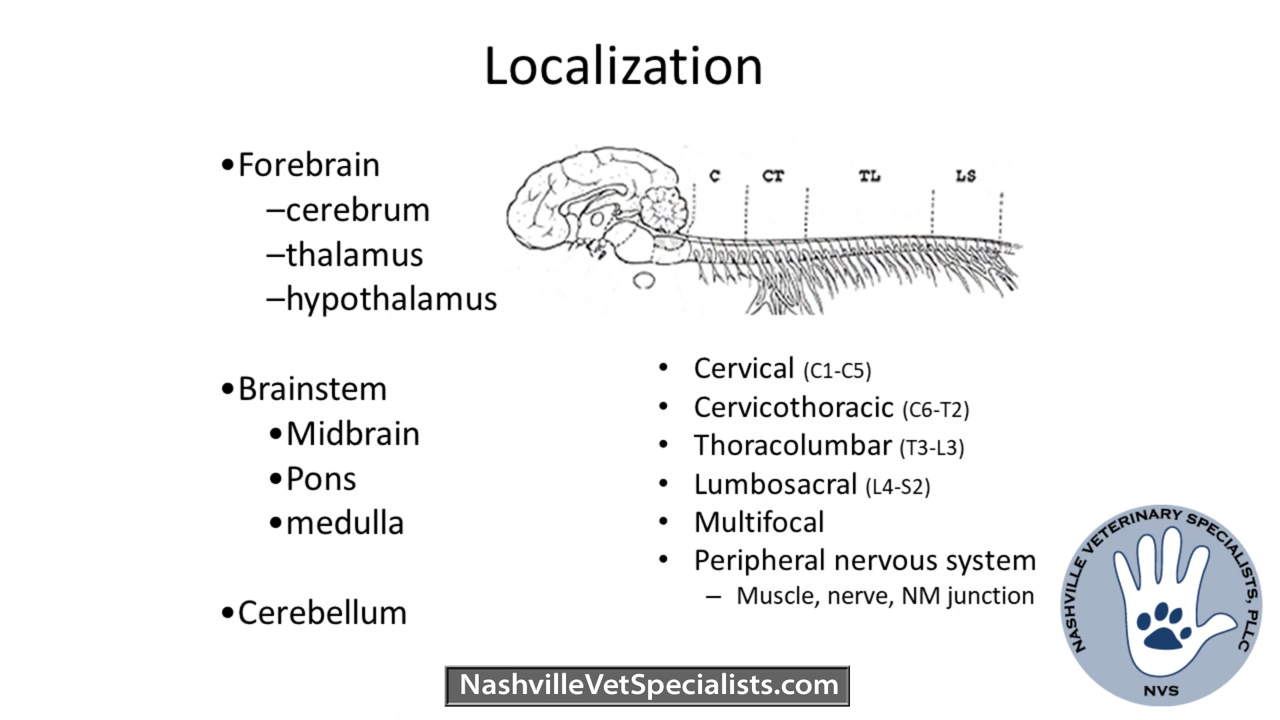 Localization
•Forebrain
–cerebrum
–thalamus
–hypothalamus
•Brainstem
•Midbrain
•Pons
•medulla
•Cerebellum
C CT TL LS
• Cervical (C1-C5)
• Cervicothoracic (C6-T2)
• Thoracolumbar (T3-L3)
• Lumbosacral (L4-S2)
• Multifocal
• Peripheral nervous system
– Muscle, nerve, NM junction
NASHVILLE VETERINARY SPECIALISTS, PLLC
NVS
NashvilleVetSpecialists.com